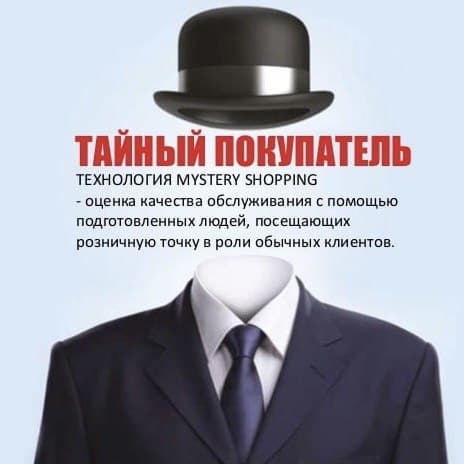 ТАЙНЫЙ ПОКУПАТЕЛЬ
ТЕХНОЛОГИЯ MYSTERY SHOPPING
- оценка качества обслуживания с помощью
подготовленных людей, посещающих
розничную точку в роли обычных клиентов.